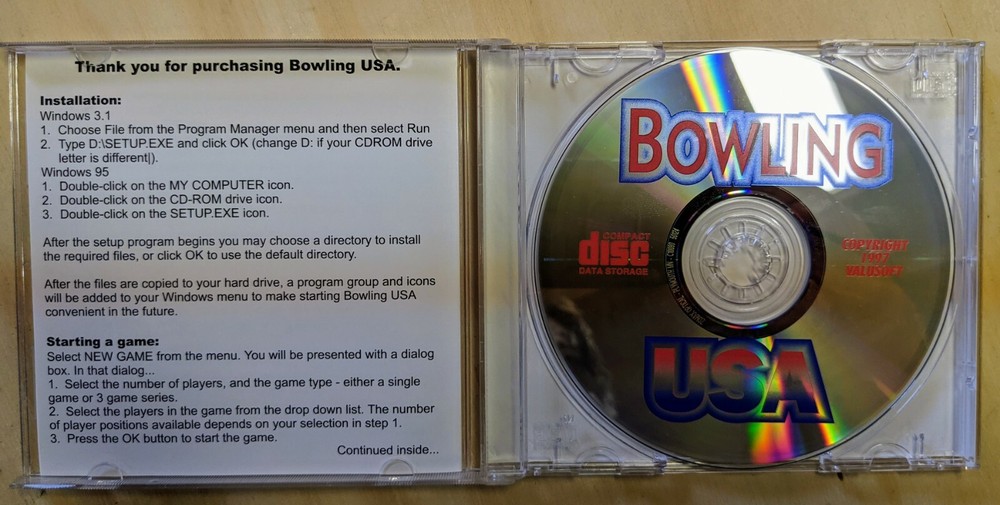 Thank you for purchasing Bowling USA.
Installation:
Windows 3.1
1. Choose File from the Program Manager menu and then select Run
2. Type D:\SETUP.EXE and click OK (change D: if your CDROM drive
letter is different|).
Windows 95
1. Double-click on the MY COMPUTER icon.
2. Double-click on the CD-ROM drive icon.
3. Double-click on the SETUP.EXE icon.
After the setup program begins you may choose a directory to install
the required files, or click OK to use the default directory.
After the files are copied to your hard drive, a program group and icons
will be added to your Windows menu to make starting Bowling USA
convenient in the future.
Starting a game:
Select NEW GAME from the menu. You will be presented with a dialog
box. In that dialog...
1. Select the number of players, and the game type - either a single
game or 3 game series.
2. Select the players in the game from the drop down list. The number
of player positions available depends on your selection in step 1.
3. Press the OK button to start the game.
Continued inside...
BOWLING
COMPACT
disc
DATA STORAGE
COPYRIGHT
1997
VALUSOFT
USA